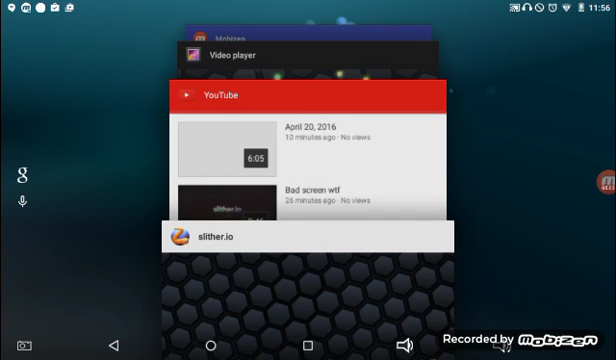 11:56
Mobizen
Video player
YouTube
April 20, 2016
10 minutes ago · No views
6:05
Bad screen wtf
26 minutes ago · No views
slither.io
g
slither.io
Recorded by mobizen